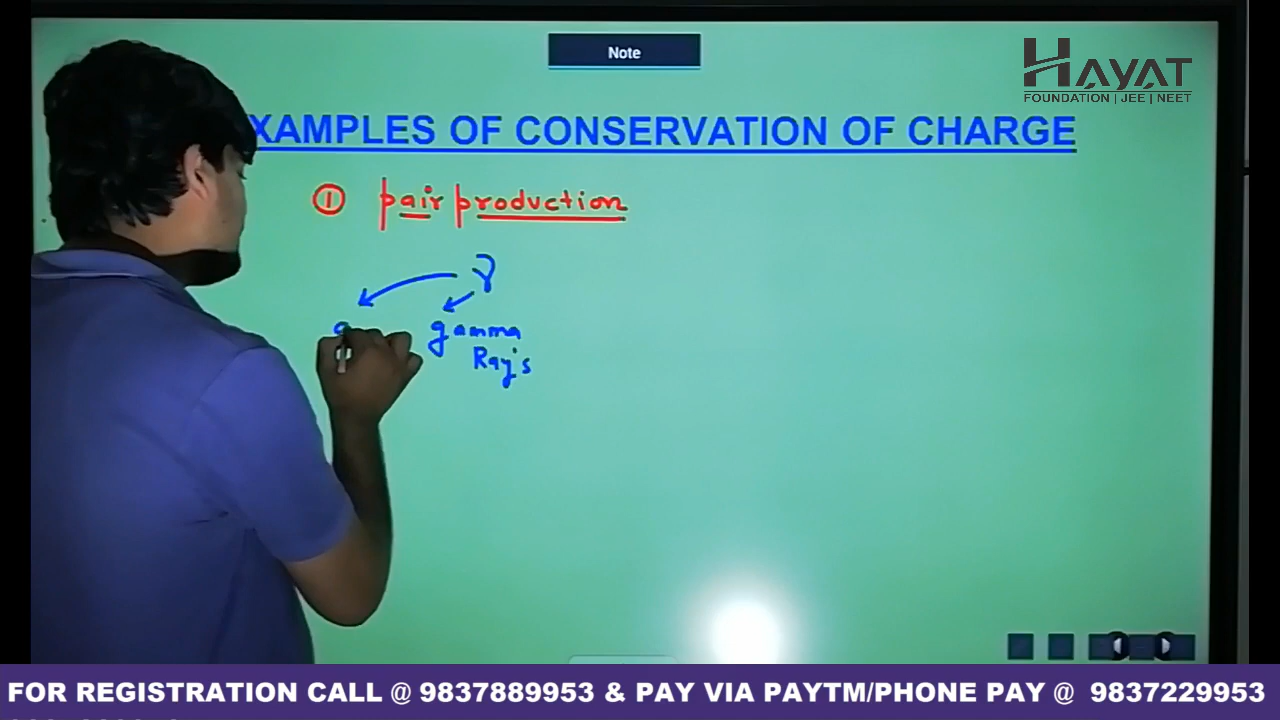 Note
HAYAT
FOUNDATION | JEE | NEET
XAMPLES OF CONSERVATION OF CHARGE
① pair production
γ
gamma
Ray's
FOR REGISTRATION CALL @ 9837889953 & PAY VIA PAYTM/PHONE PAY @ 9837229953